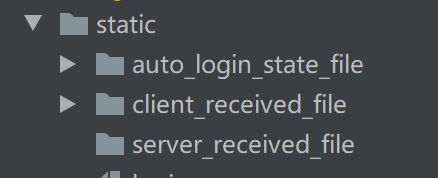 static
auto_login_state_file
client_received_file
server_received_file